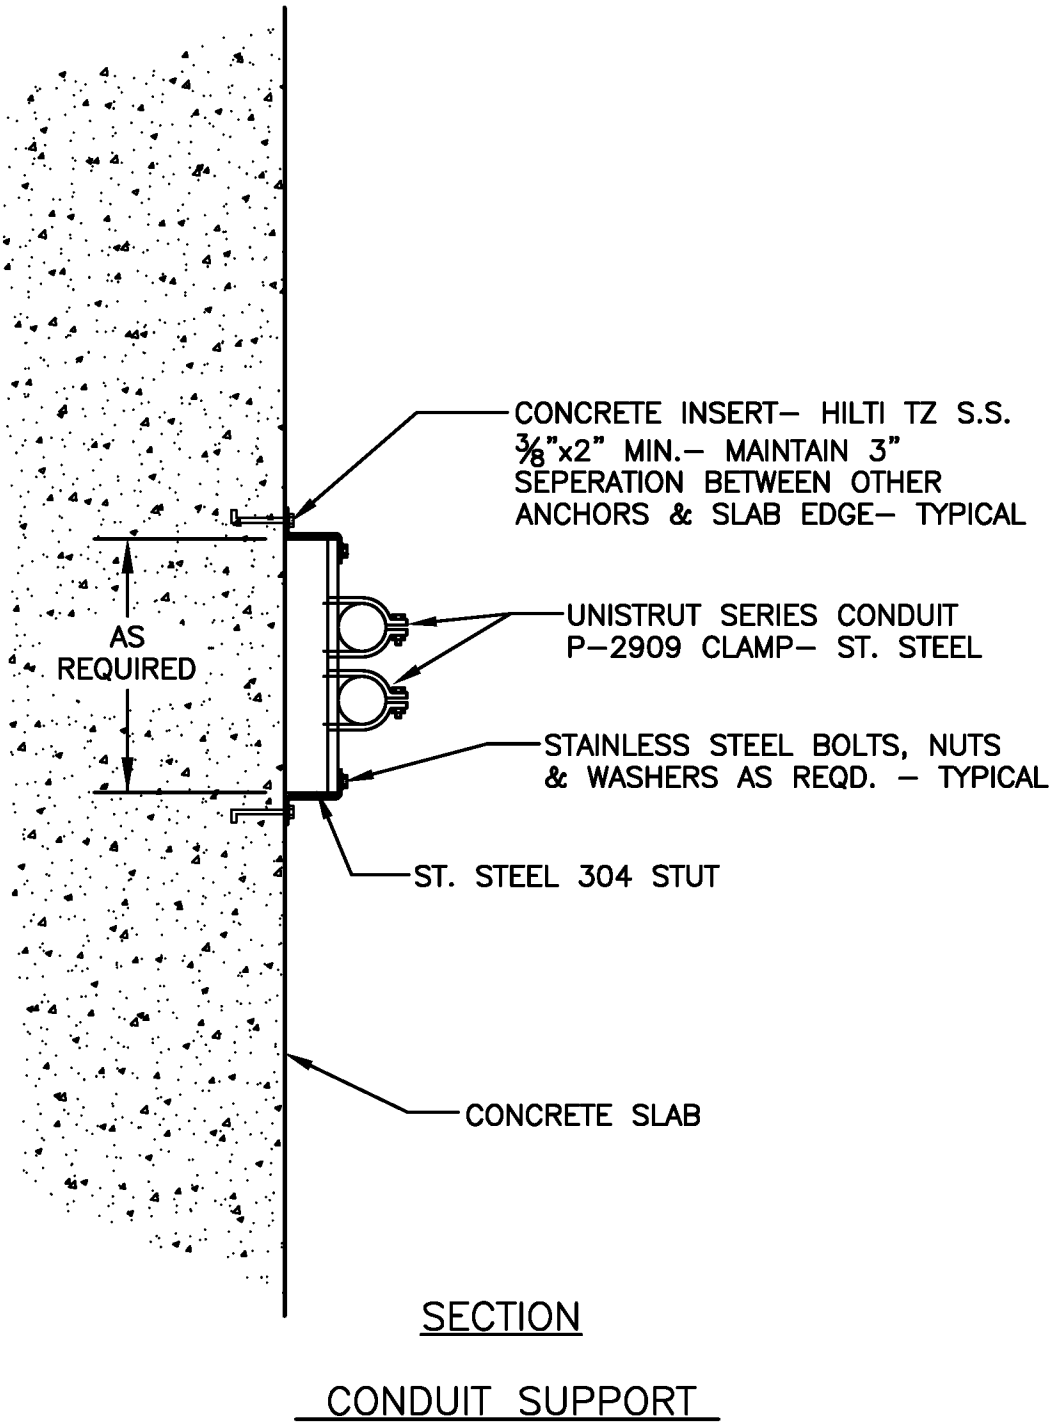 CONCRETE INSERT– HILTI TZ S.S.
3/8"x2" MIN.– MAINTAIN 3"
SEPERATION BETWEEN OTHER
ANCHORS & SLAB EDGE– TYPICAL
UNISTRUT SERIES CONDUIT
P–2909 CLAMP– ST. STEEL
AS
REQUIRED
STAINLESS STEEL BOLTS, NUTS
& WASHERS AS REQD. – TYPICAL
ST. STEEL 304 STUT
CONCRETE SLAB
SECTION
CONDUIT SUPPORT